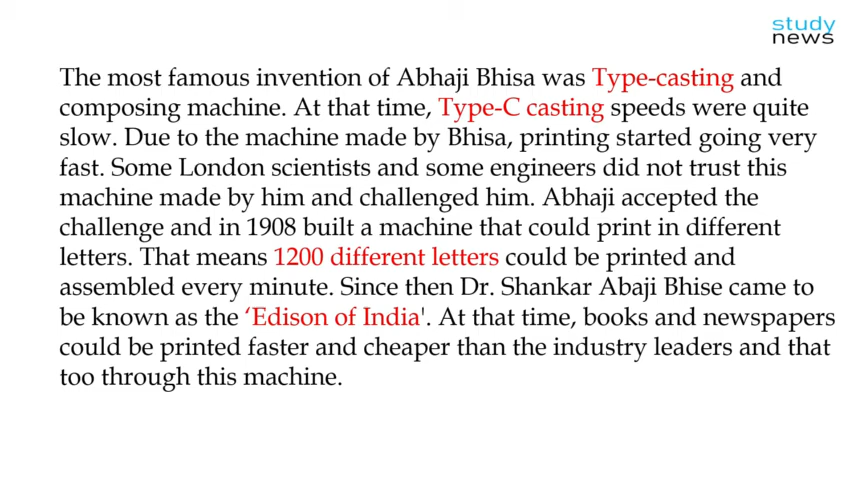 study
news
The most famous invention of Abhaji Bhisa was Type-casting and
composing machine. At that time, Type-C casting speeds were quite
slow. Due to the machine made by Bhisa, printing started going very
fast. Some London scientists and some engineers did not trust this
machine made by him and challenged him. Abhaji accepted the
challenge and in 1908 built a machine that could print in different
letters. That means 1200 different letters could be printed and
assembled every minute. Since then Dr. Shankar Abaji Bhise came to
be known as the ‘Edison of India'. At that time, books and newspapers
could be printed faster and cheaper than the industry leaders and that
too through this machine.